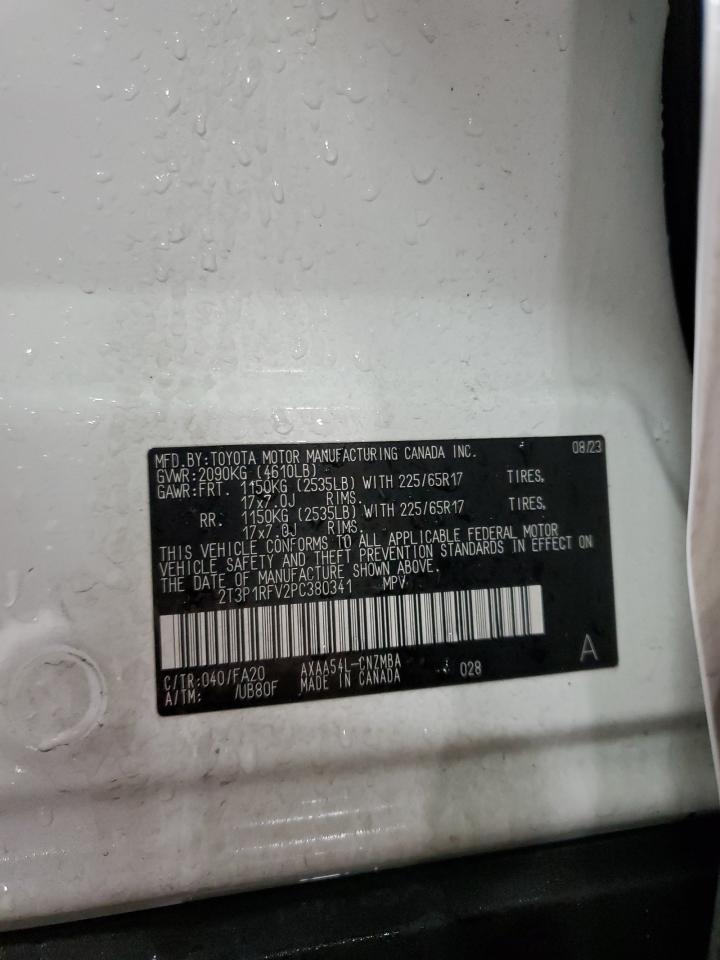 MFD.BY:TOYOTA MOTOR MANUFACTURING CANADA INC. 08/23
GVWR:2090KG (4610LB)
GAWR:FRT. 1150KG (2535LB) WITH 225/65R17 TIRES,
17x7.0J RIMS.
RR. 1150KG (2535LB) WITH 225/65R17 TIRES,
17x7.0J RIMS.
THIS VEHICLE CONFORMS TO ALL APPLICABLE FEDERAL MOTOR
VEHICLE SAFETY AND THEFT PREVENTION STANDARDS IN EFFECT ON
THE DATE OF MANUFACTURE SHOWN ABOVE.
2T3P1RFV2PC380341 MPV
C/TR:040/FA20 AXAA54L-CNZMBA 028 A
A/TM: /UB80F MADE IN CANADA